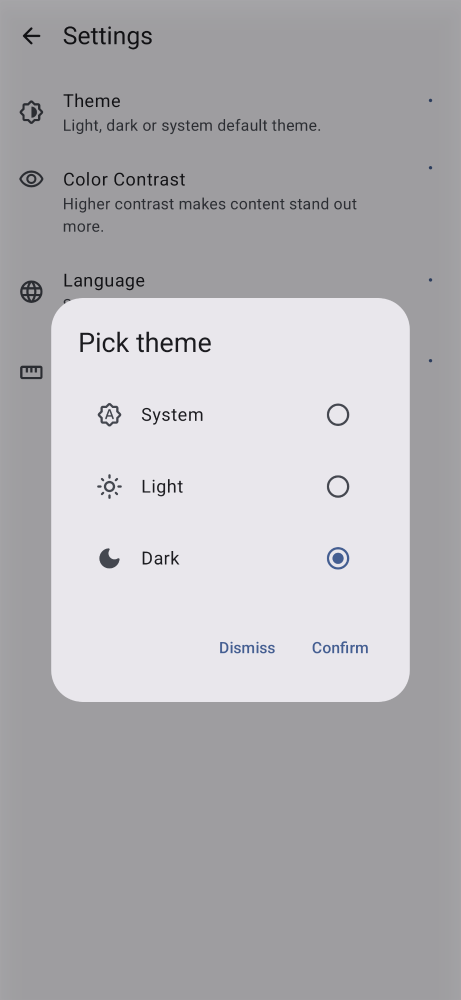 Settings
Theme
Light, dark or system default theme.
Color Contrast
Higher contrast makes content stand out
more.
Language
Pick theme
System
Light
Dark
Dismiss
Confirm